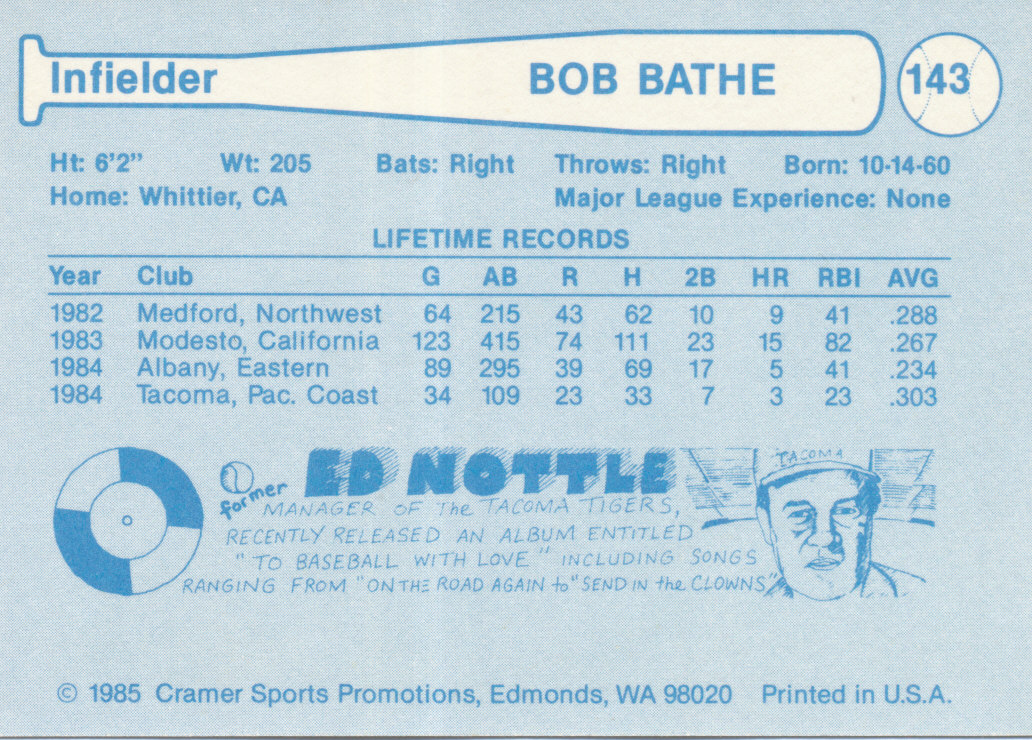 Infielder BOB BATHE 143
Ht: 6'2" Wt: 205 Bats: Right Throws: Right Born: 10-14-60
Home: Whittier, CA Major League Experience: None
LIFETIME RECORDS
Year Club G AB R H 2B HR RBI AVG
1982 Medford, Northwest 64 215 43 62 10 9 41 .288
1983 Modesto, California 123 415 74 111 23 15 82 .267
1984 Albany, Eastern 89 295 39 69 17 5 41 .234
1984 Tacoma, Pac. Coast 34 109 23 33 7 3 23 .303
ED NOTTLE
TACOMA
former MANAGER OF The TACOMA TIGERS,
RECENTLY RELEASED AN ALBUM ENTITLED
"TO BASEBALL WITH LOVE" INCLUDING SONGS
RANGING FROM "ON THE ROAD AGAIN to "SEND IN the CLOWNS"
© 1985 Cramer Sports Promotions, Edmonds, WA 98020 Printed in U.S.A.